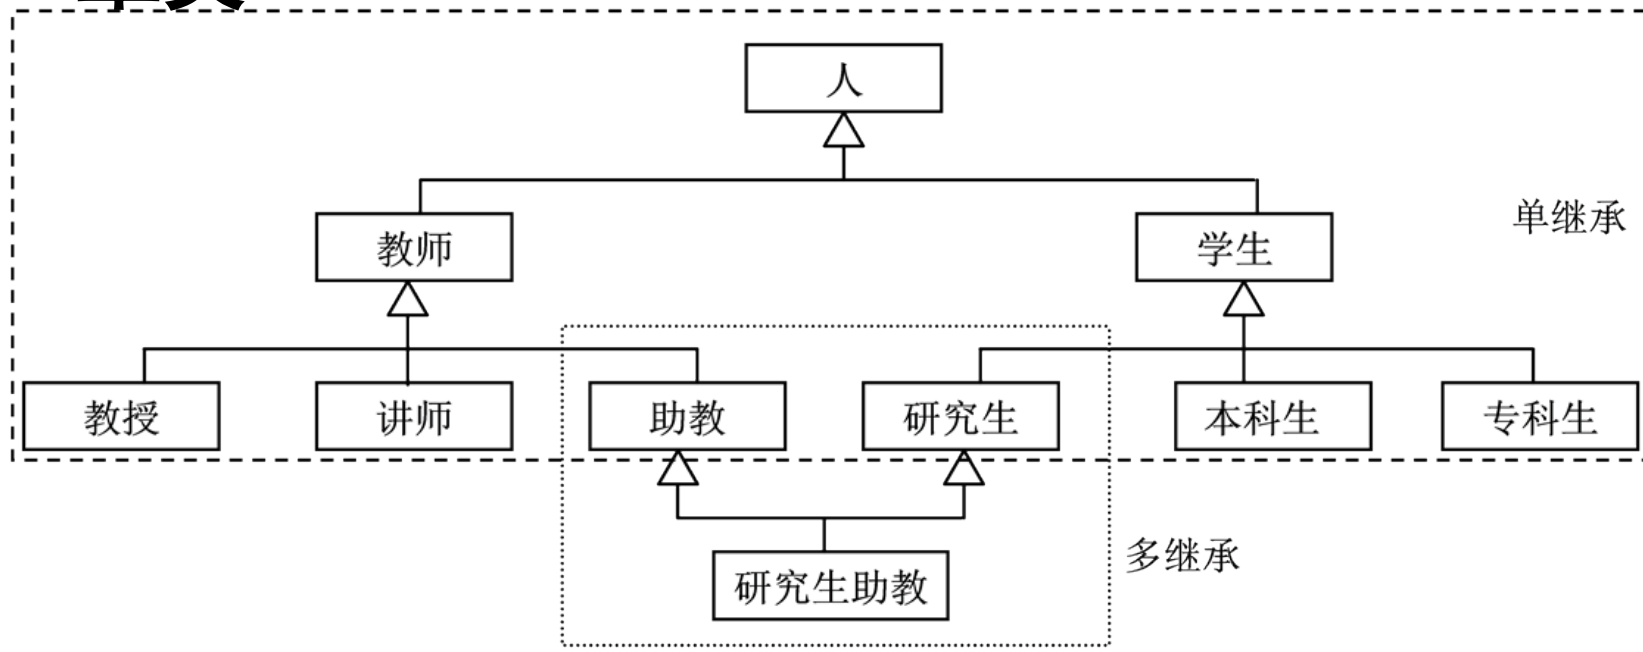 人
单继承
教师
学生
教授
讲师
助教
研究生
本科生
专科生
多继承
研究生助教